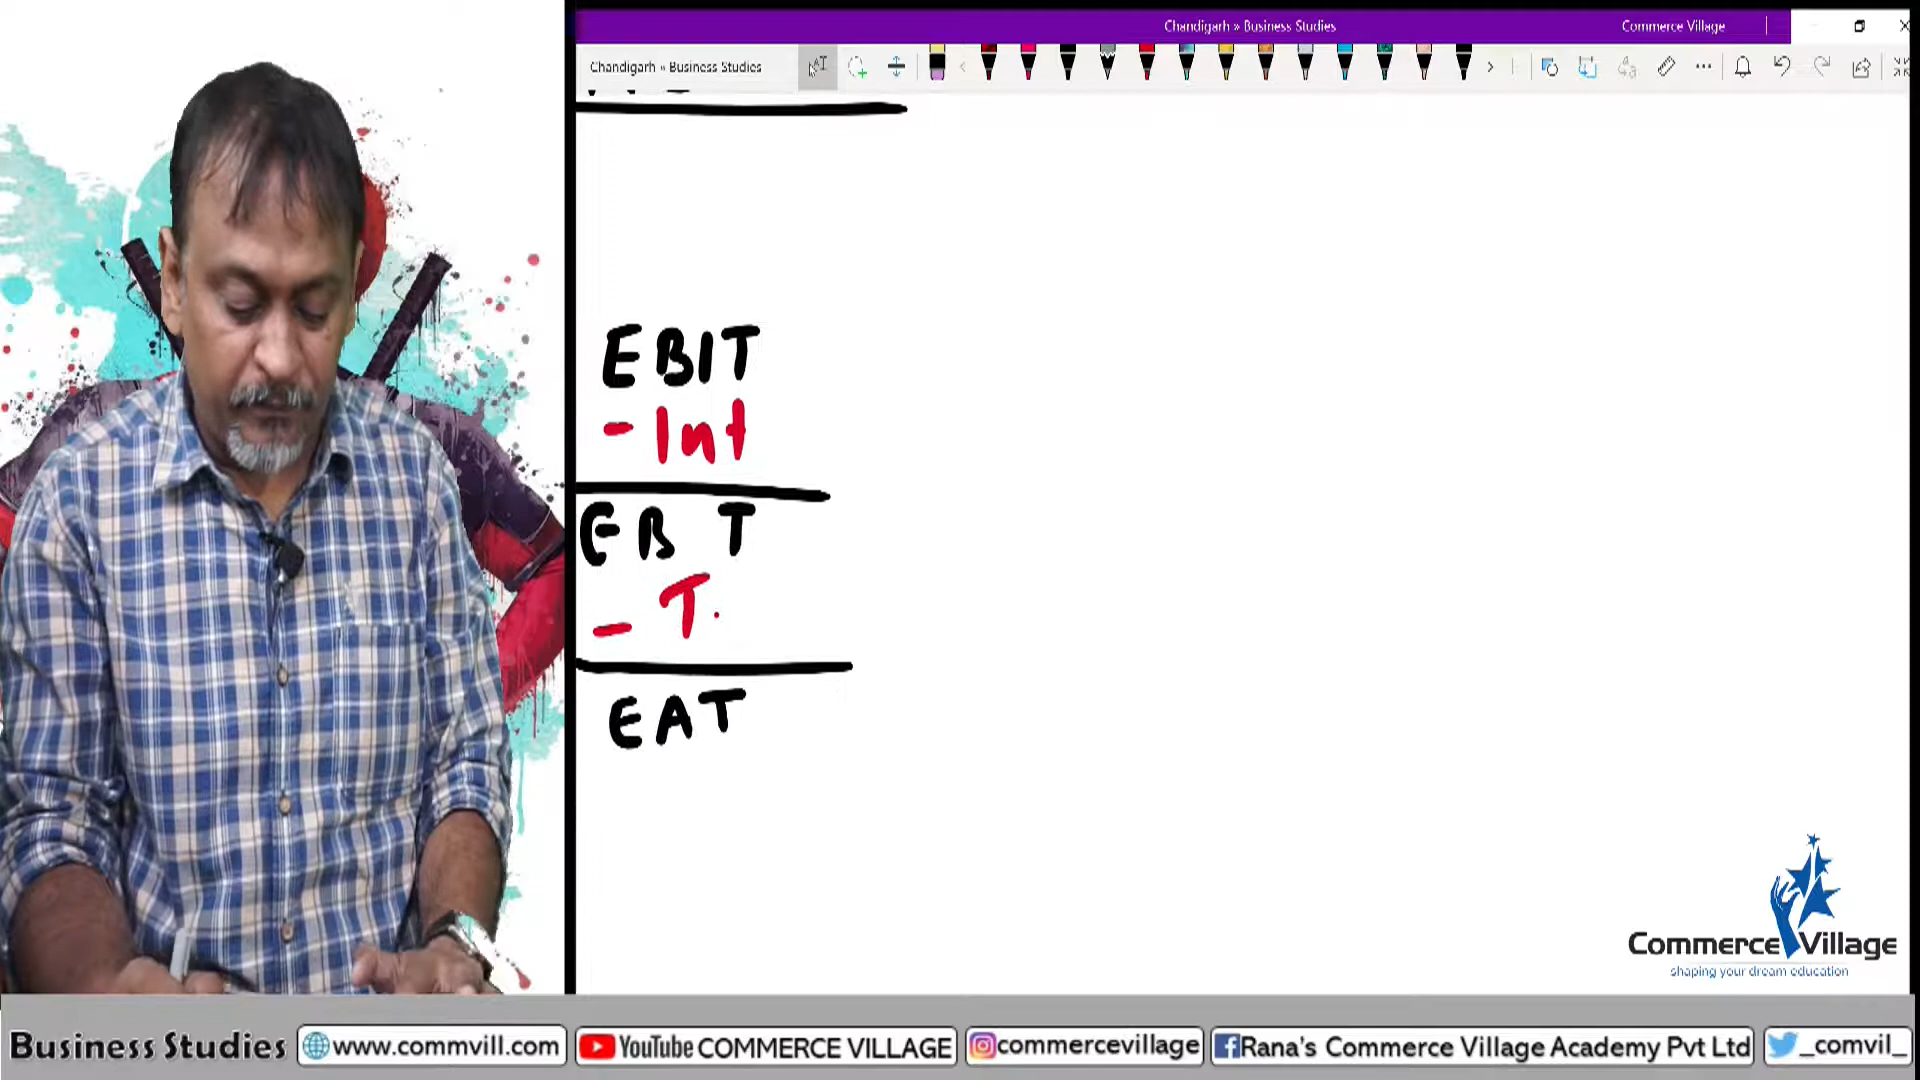 Chandigarh » Business Studies
Commerce Village
Chandigarh » Business Studies
EBIT
- Int
EB T
- T.
EAT
Commerce Village
shaping your dream education
Business Studies
www.commvill.com
YouTube COMMERCE VILLAGE
commercevillage
Rana's Commerce Village Academy Pvt Ltd
_comvil_